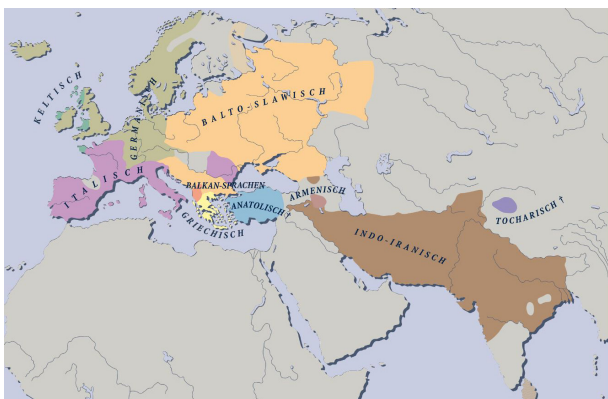 KELTISCH
GERMANISCH
BALTO-SLAWISCH
ITALISCH
BALKAN-SPRACHEN
ARMENISCH
ANATOLISCH†
TOCHARISCH†
GRIECHISCH
INDO-IRANISCH